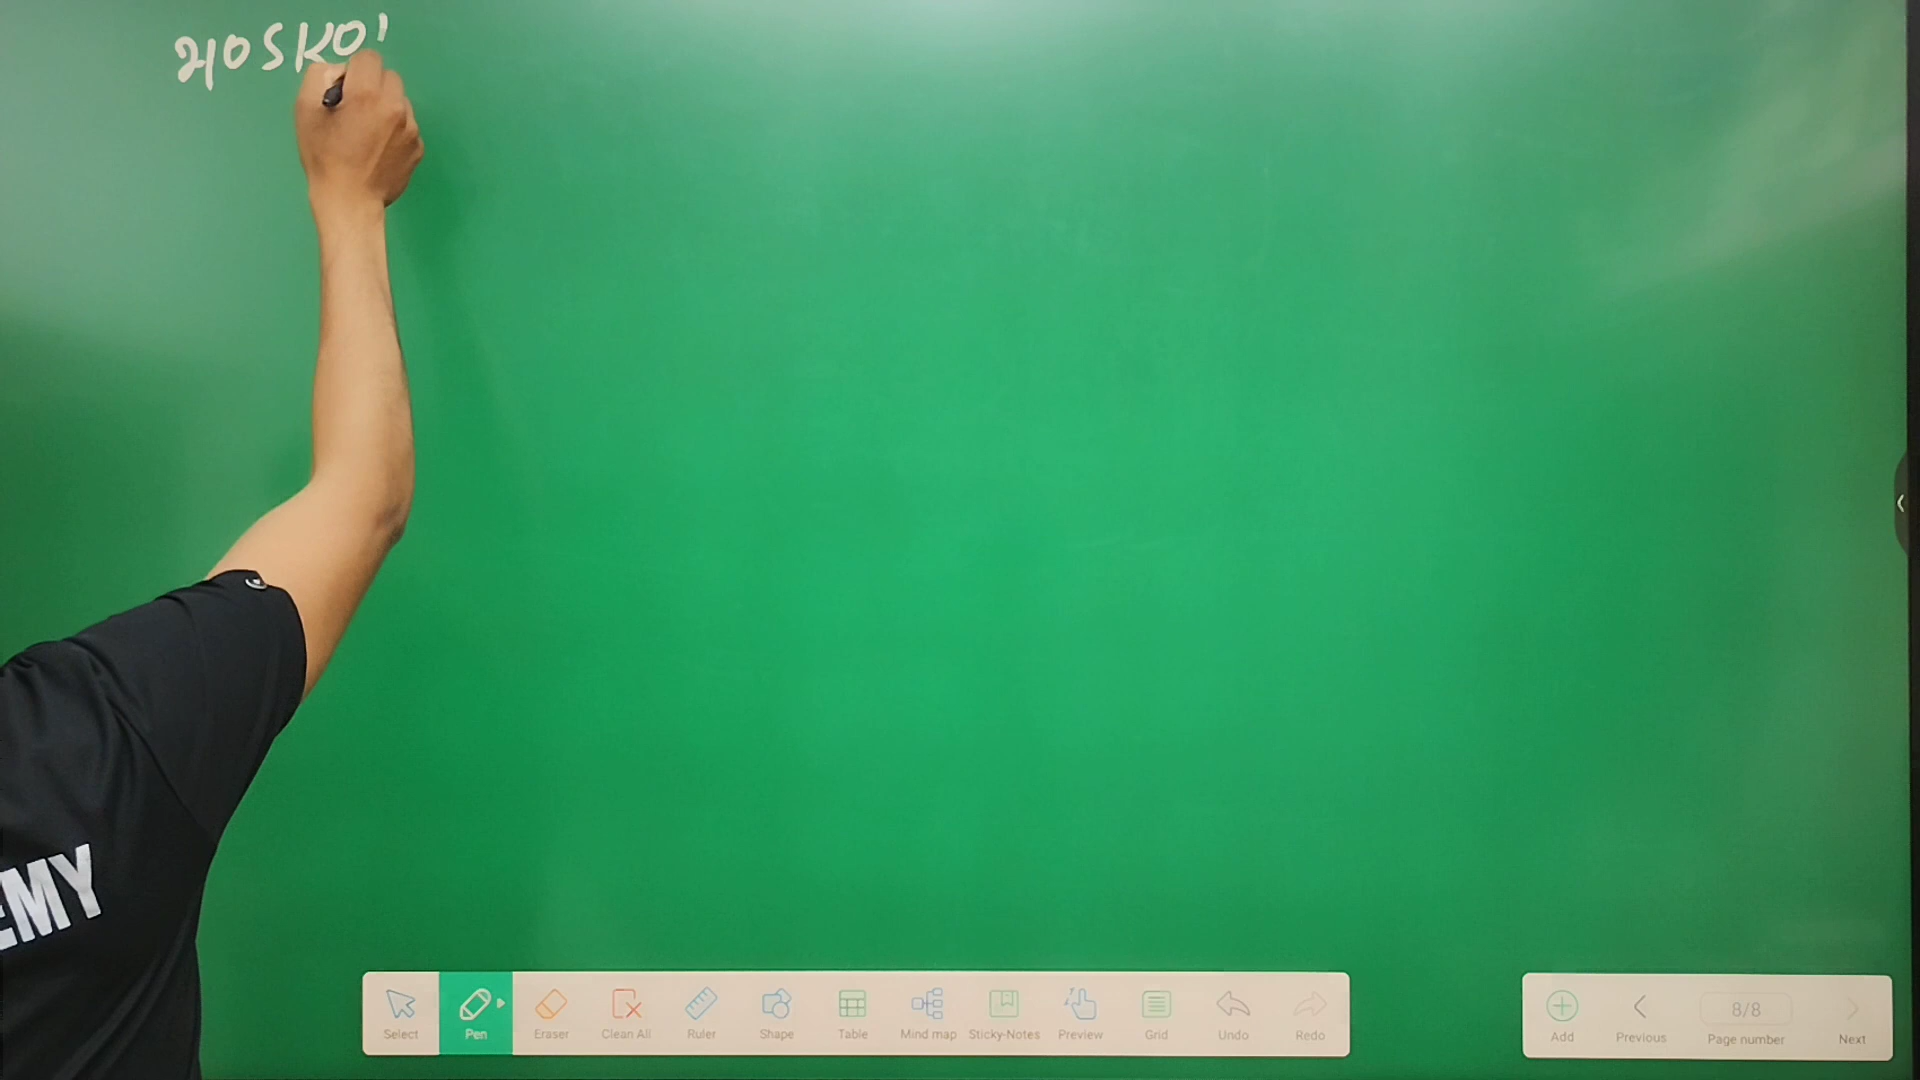 EMY
Select
Pen
Eraser
Clean All
Ruler
Shape
Table
Mind map
Sticky-Notes
Preview
Grid
Undo
Redo
Add
Previous
8/8
Page number
Next